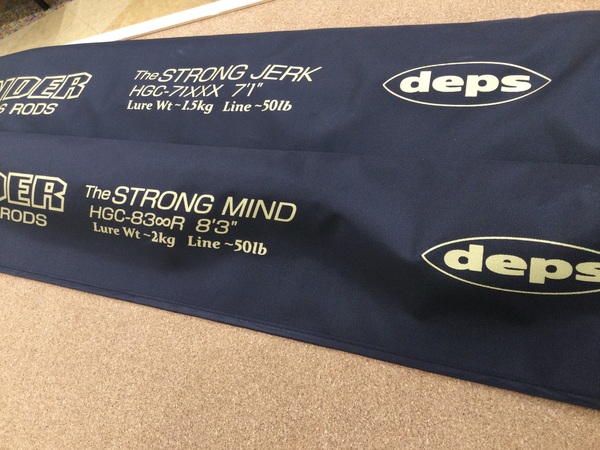 The STRONG JERK
HGC-71XXX 7'1"
Lure Wt ~1.5kg Line ~50lb
deps
RODS
The STRONG MIND
HGC-83∞R 8'3"
Lure Wt ~2kg Line ~50lb
deps
RODS